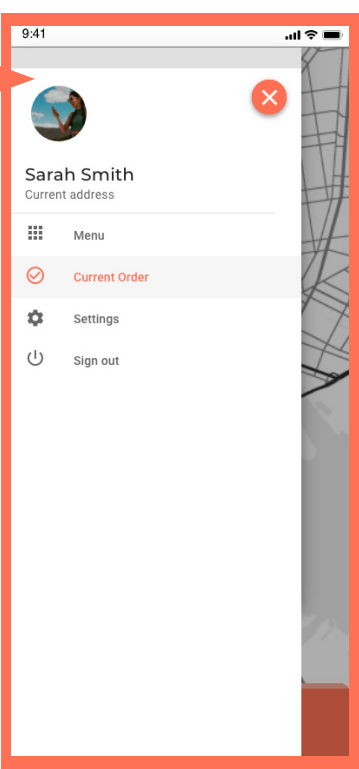 9:41
Sarah Smith
Current address
Menu
Current Order
Settings
Sign out